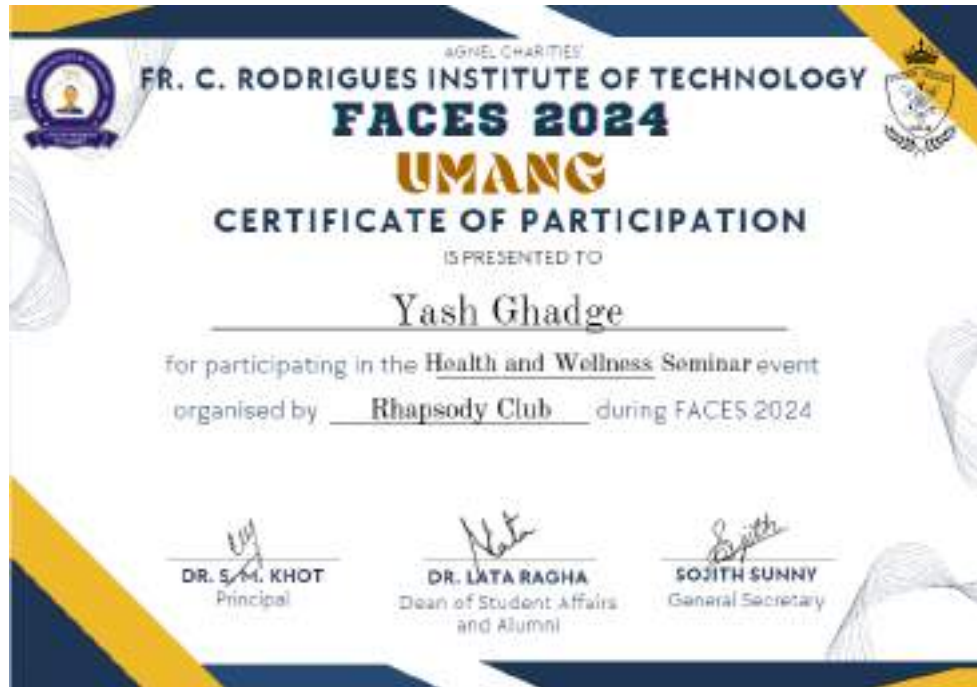 AGNEL CHARITIES'
FR. C. RODRIGUES INSTITUTE OF TECHNOLOGY
FACES 2024
UMANG
CERTIFICATE OF PARTICIPATION
IS PRESENTED TO
Yash Ghadge
for participating in the Health and Wellness Seminar event
organised by Rhapsody Club during FACES 2024
DR. S. M. KHOT
Principal
DR. LATA RAGHA
Dean of Student Affairs
and Alumni
SOJITH SUNNY
General Secretary